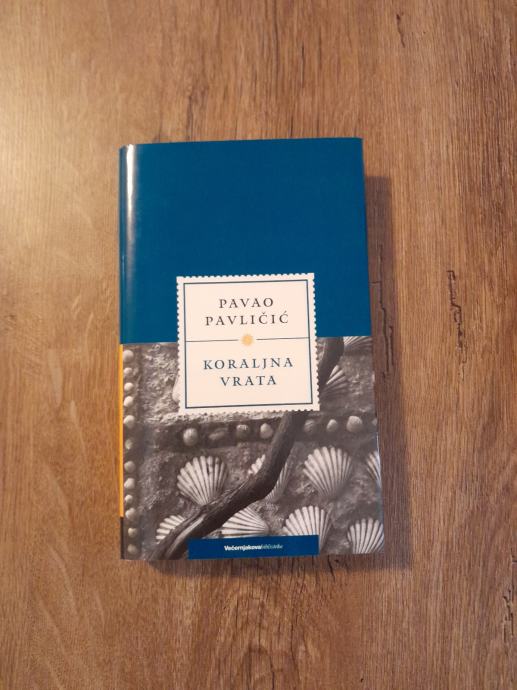 PAVAO
PAVLIČIĆ
KORALJNA
VRATA
Večernjakova biblioteka